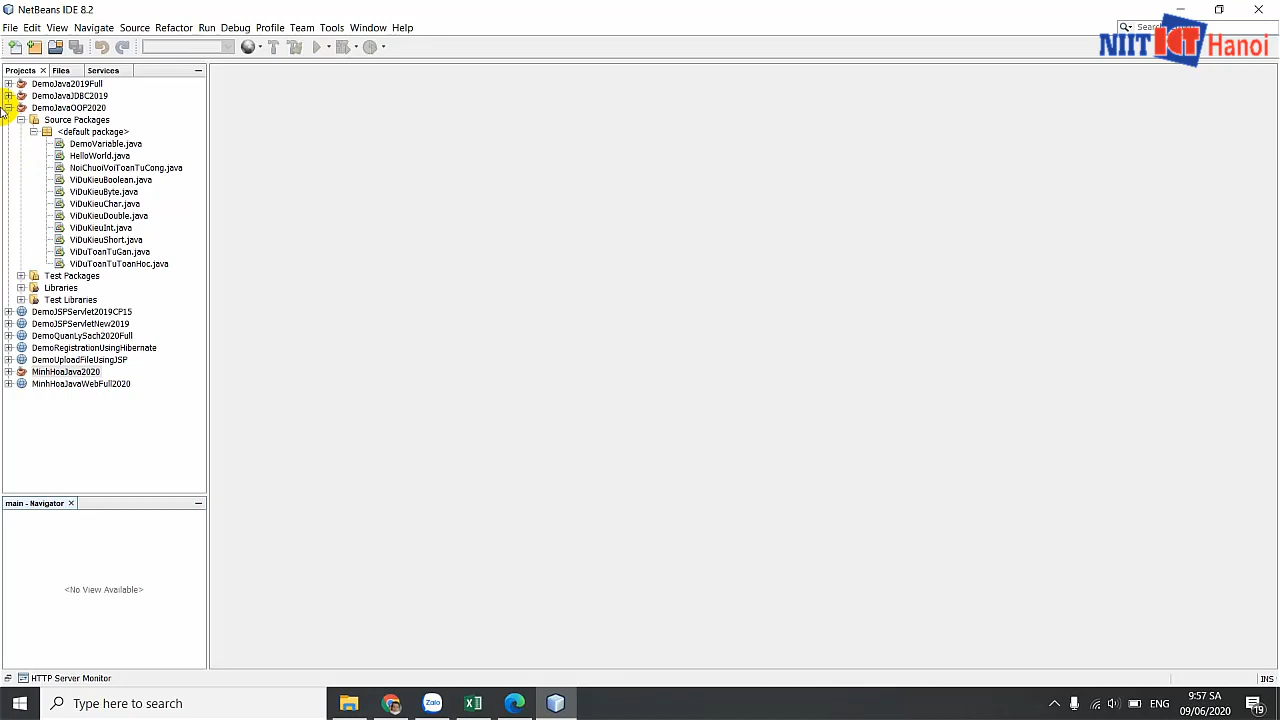 NetBeans IDE 8.2
File Edit View Navigate Source Refactor Run Debug Profile Team Tools Window Help
NIIT ICT Hanoi
Projects Files Services
DemoJava2019Full
DemoJavaJDBC2019
DemoJavaOOP2020
Source Packages
<default package>
DemoVariable.java
HelloWorld.java
NoiChuoiVoiToanTuCong.java
ViDuKieuBoolean.java
ViDuKieuByte.java
ViDuKieuChar.java
ViDuKieuDouble.java
ViDuKieuInt.java
ViDuKieuShort.java
ViDuToanTuGan.java
ViDuToanTuToanHoc.java
Test Packages
Libraries
Test Libraries
DemoJSPServlet2019CP15
DemoJSPServletNew2019
DemoQuanLySach2020Full
DemoRegistrationUsingHibernate
DemoUploadFileUsingJSP
MinhHoaJava2020
MinhHoaJavaWebFull2020
main - Navigator
<No View Available>
HTTP Server Monitor
INS
Type here to search
Zalo
ENG
9:57 SA
09/06/2020
19